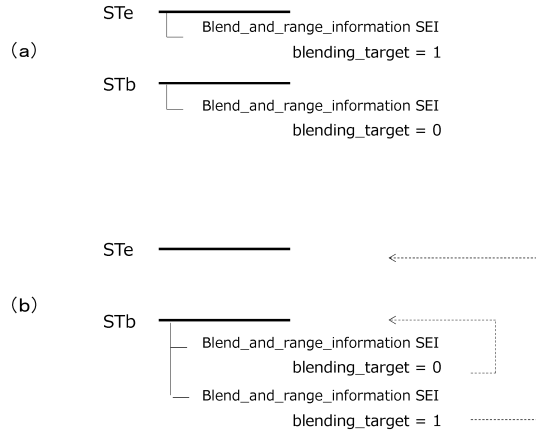 STe
Blend_and_range_information SEI
(a)
blending_target = 1
STb
Blend_and_range_information SEI
blending_target = 0
STe
(b)
STb
Blend_and_range_information SEI
blending_target = 0
Blend_and_range_information SEI
blending_target = 1